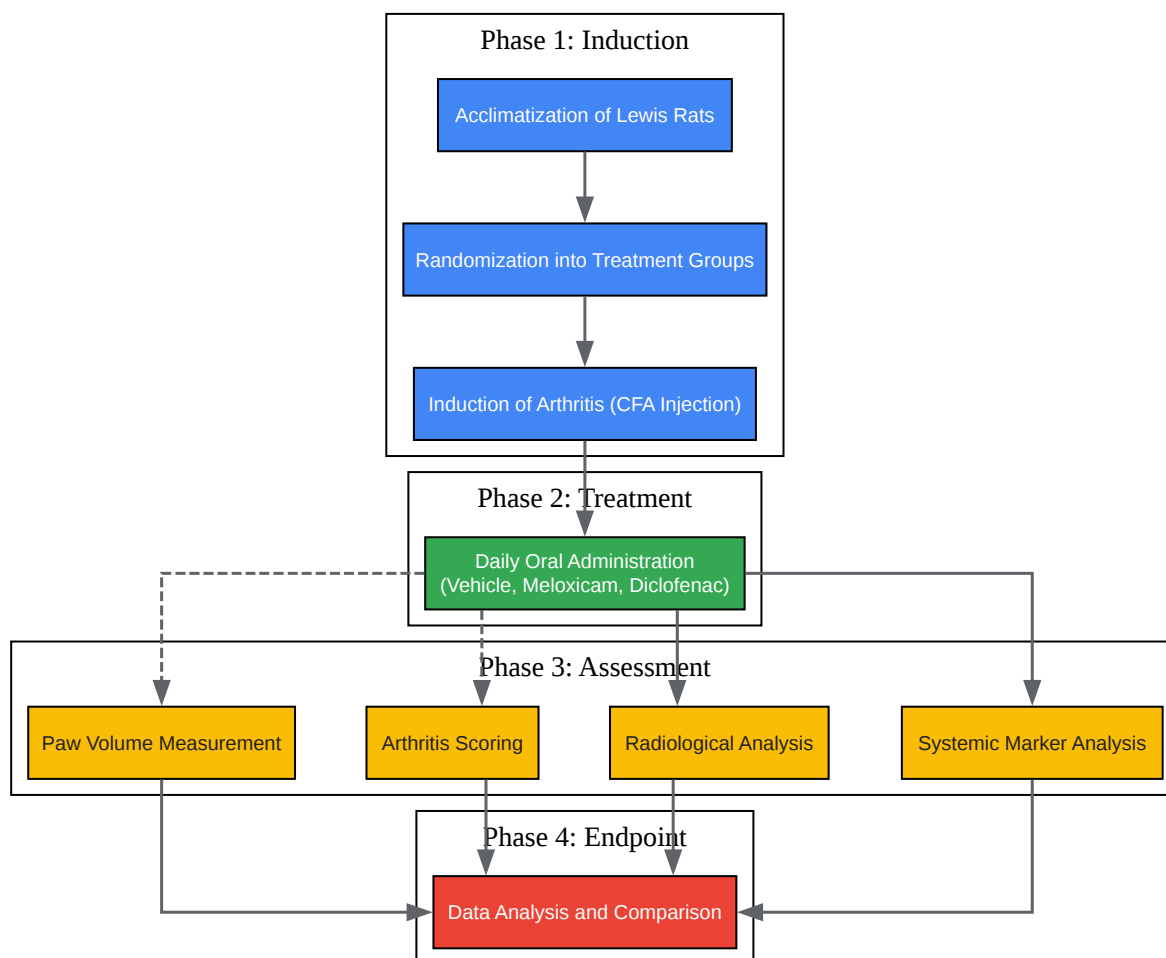 Phase 1: Induction
Acclimatization of Lewis Rats
Randomization into Treatment Groups
Induction of Arthritis (CFA Injection)
Phase 2: Treatment
Daily Oral Administration
(Vehicle, Meloxicam, Diclofenac)
Phase 3: Assessment
Paw Volume Measurement
Arthritis Scoring
Radiological Analysis
Systemic Marker Analysis
Phase 4: Endpoint
Data Analysis and Comparison